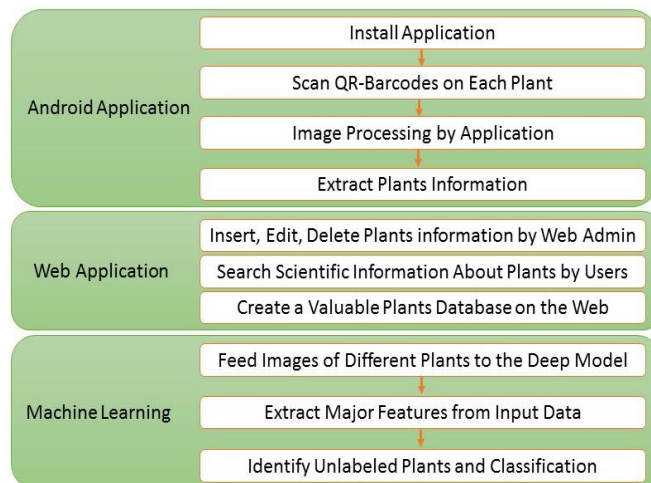 Android Application
Install Application
Scan QR-Barcodes on Each Plant
Image Processing by Application
Extract Plants Information
Web Application
Insert, Edit, Delete Plants information by Web Admin
Search Scientific Information About Plants by Users
Create a Valuable Plants Database on the Web
Machine Learning
Feed Images of Different Plants to the Deep Model
Extract Major Features from Input Data
Identify Unlabeled Plants and Classification